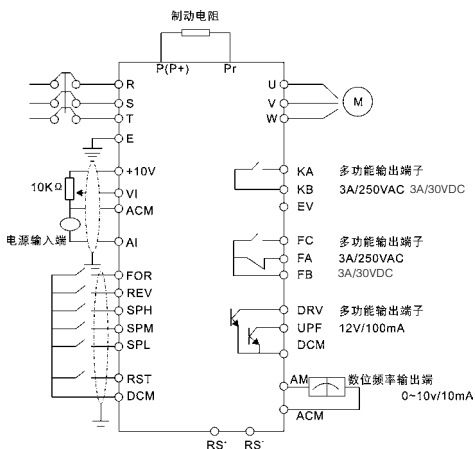 制动电阻
P(P+) Pr
R
S
T
E
+10V
10KΩ
VI
ACM
电源输入端
AI
FOR
REV
SPH
SPM
SPL
RST
DCM
U
V
W
M
KA 多功能输出端子
KB 3A/250VAC 3A/30VDC
EV
FC 多功能输出端子
FA 3A/250VAC
FB 3A/30VDC
DRV 多功能输出端子
UPF 12V/100mA
DCM
AM 数位频率输出端
0~10v/10mA
ACM
RS+ RS-